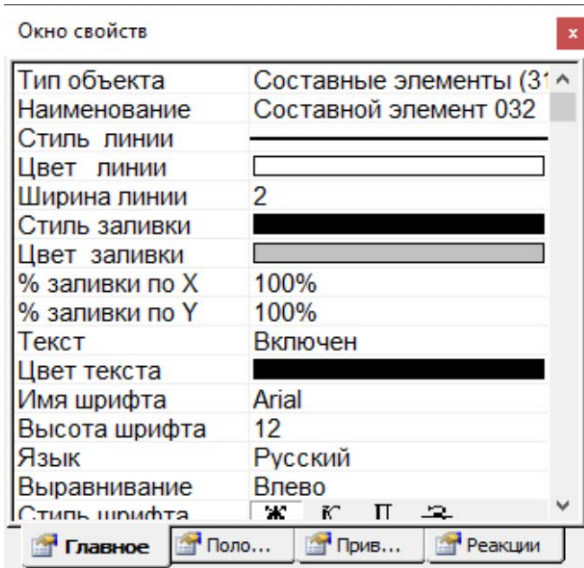 Окно свойств
x
Тип объекта Составные элементы (31
Наименование Составной элемент 032
Стиль линии
Цвет линии
Ширина линии 2
Стиль заливки
Цвет заливки
% заливки по X 100%
% заливки по Y 100%
Текст Включен
Цвет текста
Имя шрифта Arial
Высота шрифта 12
Язык Русский
Выравнивание Влево
Стиль шрифта Ж К П
Главное Поло... Прив... Реакции